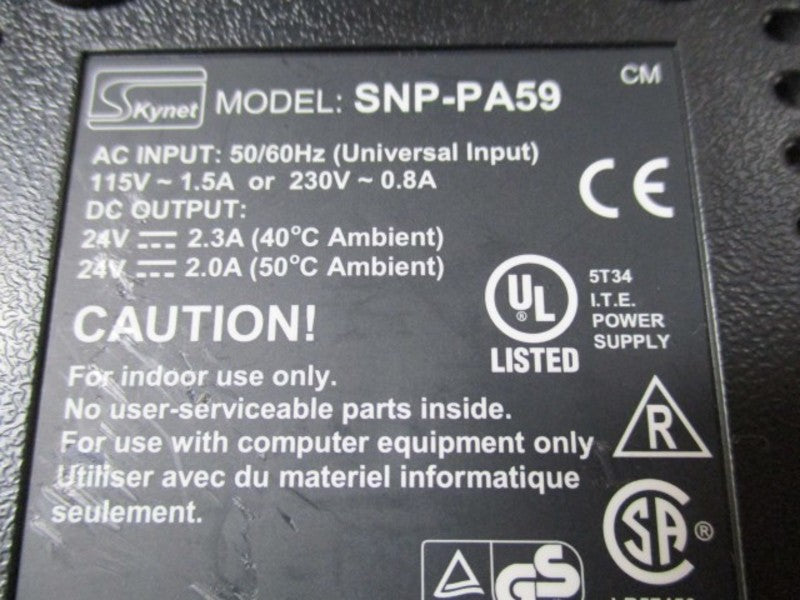 SKynet MODEL: SNP-PA59 CM
AC INPUT: 50/60Hz (Universal Input)
115V ~ 1.5A or 230V ~ 0.8A
DC OUTPUT:
24V ⎓ 2.3A (40°C Ambient)
24V ⎓ 2.0A (50°C Ambient)
CE
UL ®
LISTED
5T34
I.T.E.
POWER
SUPPLY
CAUTION!
For indoor use only.
No user-serviceable parts inside.
For use with computer equipment only
Utiliser avec du materiel informatique
seulement.
R
SA ®
GS